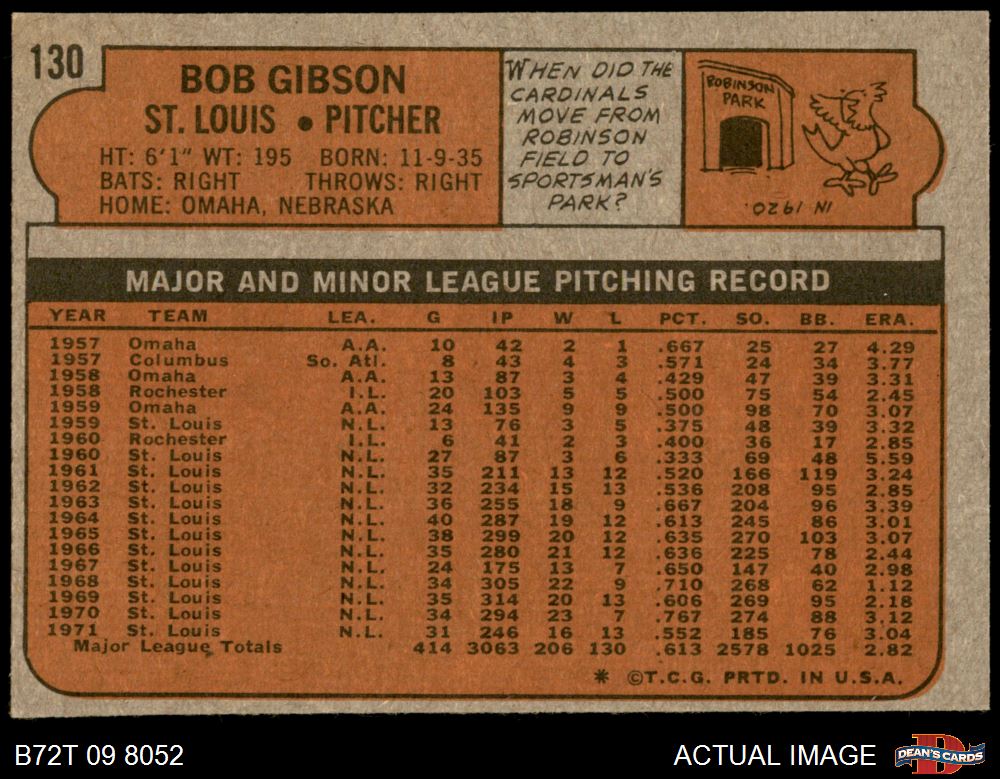 130
BOB GIBSON
ST. LOUIS • PITCHER
HT: 6'1" WT: 195 BORN: 11-9-35
BATS: RIGHT THROWS: RIGHT
HOME: OMAHA, NEBRASKA
WHEN DID THE
CARDINALS
MOVE FROM
ROBINSON
FIELD TO
SPORTSMAN'S
PARK?
ROBINSON
PARK
IN 1920.
MAJOR AND MINOR LEAGUE PITCHING RECORD
YEAR TEAM LEA. G IP W L PCT. SO. BB. ERA.
1957 Omaha A.A. 10 42 2 1 .667 25 27 4.29
1957 Columbus So. Atl. 8 43 4 3 .571 24 34 3.77
1958 Omaha A.A. 13 87 3 4 .429 47 39 3.31
1958 Rochester I.L. 20 103 5 5 .500 75 54 2.45
1959 Omaha A.A. 24 135 9 9 .500 98 70 3.07
1959 St. Louis N.L. 13 76 3 5 .375 48 39 3.32
1960 Rochester I.L. 6 41 2 3 .400 36 17 2.85
1960 St. Louis N.L. 27 87 3 6 .333 69 48 5.59
1961 St. Louis N.L. 35 211 13 12 .520 166 119 3.24
1962 St. Louis N.L. 32 234 15 13 .536 208 95 2.85
1963 St. Louis N.L. 36 255 18 9 .667 204 96 3.39
1964 St. Louis N.L. 40 287 19 12 .613 245 86 3.01
1965 St. Louis N.L. 38 299 20 12 .635 270 103 3.07
1966 St. Louis N.L. 35 280 21 12 .636 225 78 2.44
1967 St. Louis N.L. 24 175 13 7 .650 147 40 2.98
1968 St. Louis N.L. 34 305 22 9 .710 268 62 1.12
1969 St. Louis N.L. 35 314 20 13 .606 269 95 2.18
1970 St. Louis N.L. 34 294 23 7 .767 274 88 3.12
1971 St. Louis N.L. 31 246 16 13 .552 185 76 3.04
Major League Totals 414 3063 206 130 .613 2578 1025 2.82
* ©T.C.G. PRTD. IN U.S.A.
B72T 09 8052 ACTUAL IMAGE DEAN'S CARDS